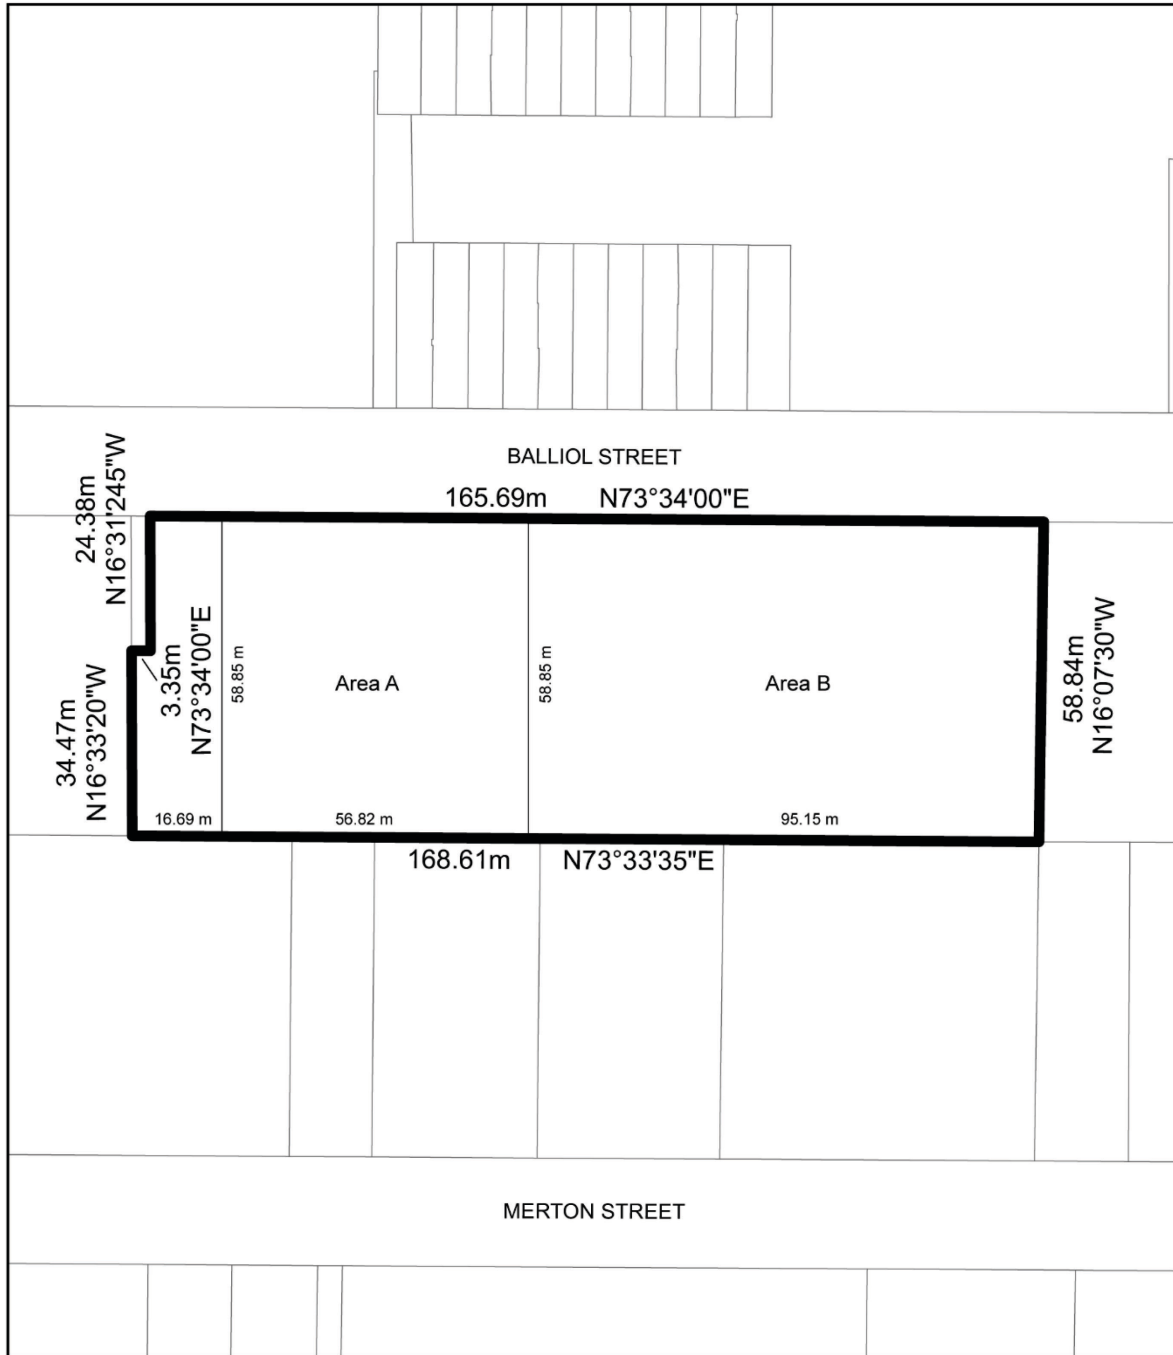 BALLIOL STREET
165.69m N73°34'00"E
24.38m
N16°31'245"W
3.35m
N73°34'00"E
34.47m
N16°33'20"W
58.85 m
Area A
58.85 m
Area B
58.84m
N16°07'30"W
16.69 m
56.82 m
95.15 m
168.61m N73°33'35"E
MERTON STREET